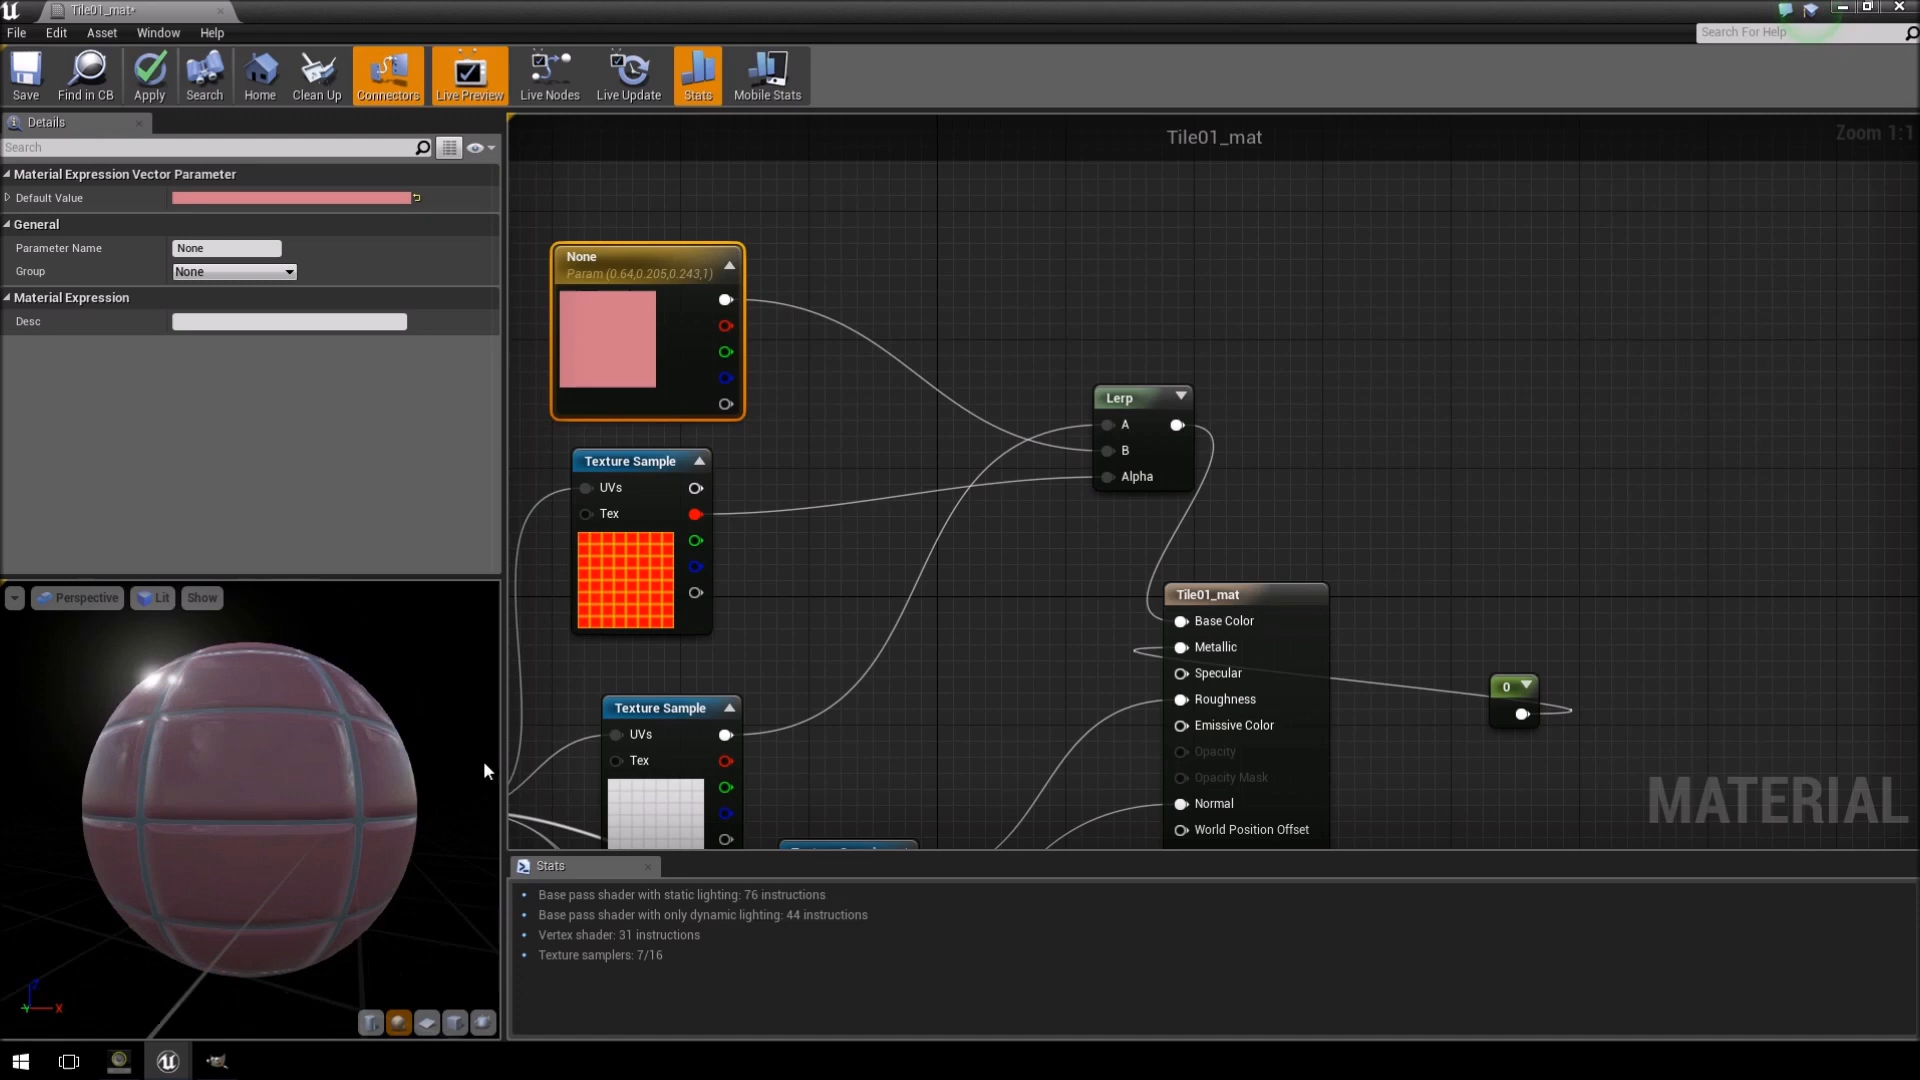 Tile01_mat*
File Edit Asset Window Help
Search For Help
Save Find in CB Apply Search Home Clean Up Connectors Live Preview Live Nodes Live Update Stats Mobile Stats
Details
Search
Material Expression Vector Parameter
Default Value
General
Parameter Name None
Group None
Material Expression
Desc
Perspective Lit Show
Z
Y X
Tile01_mat
Zoom 1:1
None
Param (0.64,0.205,0.243,1)
Lerp
A
B
Alpha
Texture Sample
UVs
Tex
Tile01_mat
Base Color
Metallic
Specular
Roughness
Emissive Color
Opacity
Opacity Mask
Normal
World Position Offset
0
Texture Sample
UVs
Tex
MATERIAL
Stats
Base pass shader with static lighting: 76 instructions
Base pass shader with only dynamic lighting: 44 instructions
Vertex shader: 31 instructions
Texture samplers: 7/16